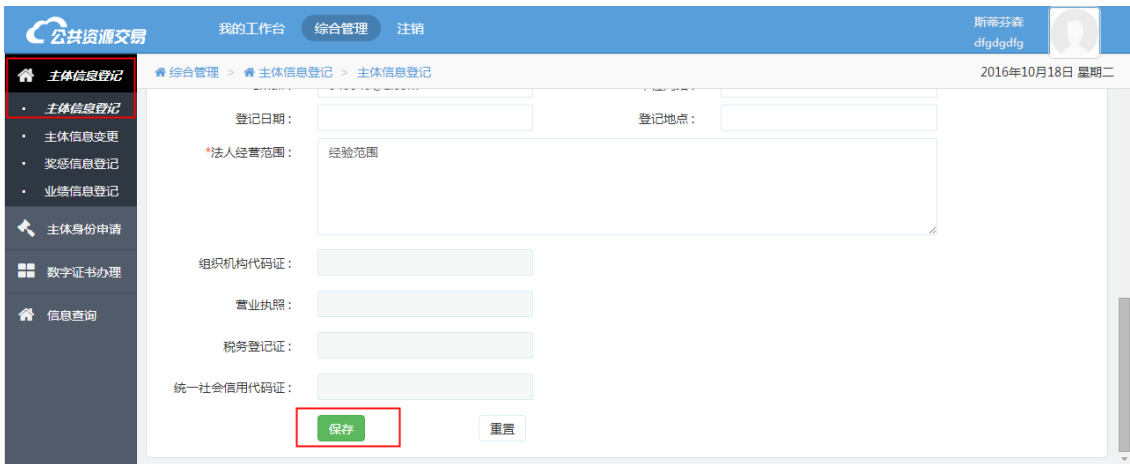 公共资源交易
我的工作台 综合管理 注销
斯蒂芬森
dfgdgdfg
主体信息登记
综合管理 > 主体信息登记 > 主体信息登记
2016年10月18日 星期二
· 主体信息登记
· 主体信息变更
· 奖惩信息登记
· 业绩信息登记
主体身份申请
数字证书办理
信息查询
登记日期：
登记地点：
*法人经营范围：
经验范围
组织机构代码证：
营业执照：
税务登记证：
统一社会信用代码证：
保存
重置